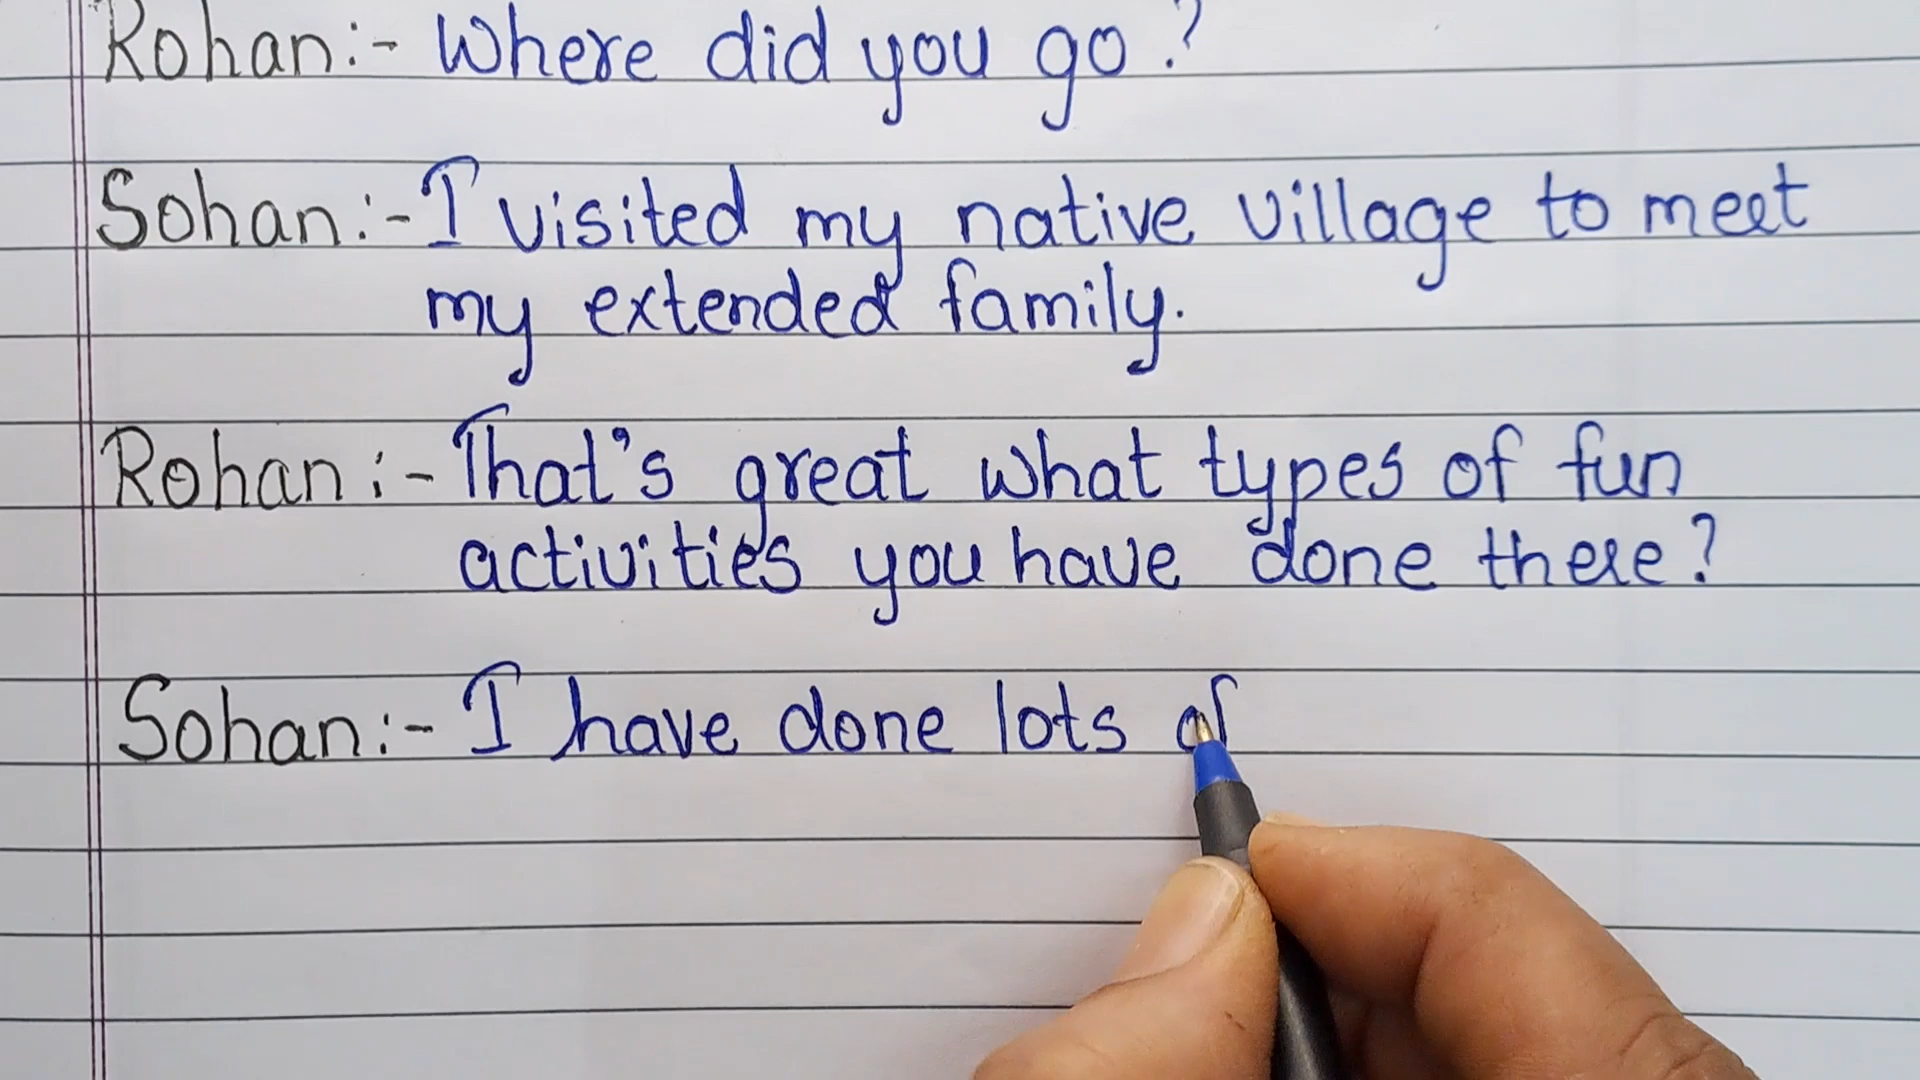 Rohan:- Where did you go?
Sohan:- I visited my native village to meet
my extended family.
Rohan:- That's great what types of fun
activities you have done there?
Sohan:- I have done lots of